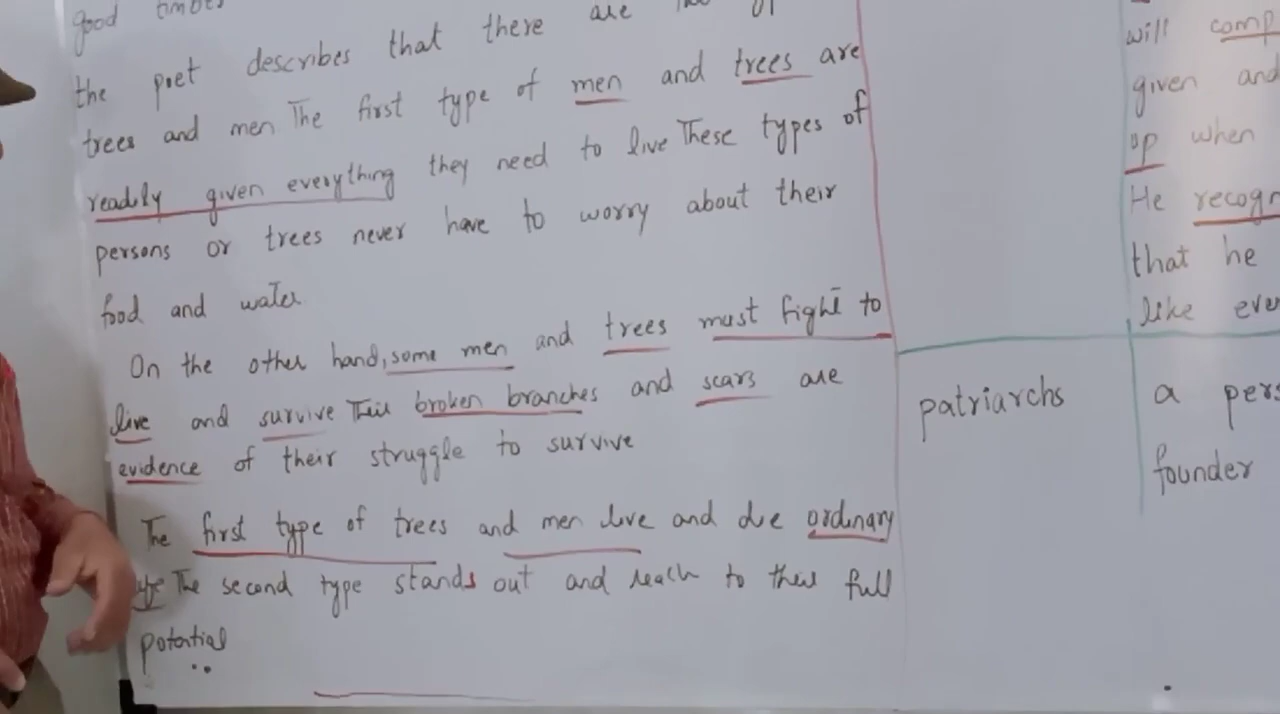 good timber
the poet describes that there are of
trees and men The first type of men and trees are
readily given everything they need to live These types of
persons or trees never have to worry about their
food and water
On the other hand, some men and trees must fight to
live and survive Their broken branches and scars are
evidence of their struggle to survive
The first type of trees and men live and die ordinary
life The second type stands out and reach to their full
potential
patriarchs
will comp
given and
op when
He recogn
that he
like eve
a pers
founder